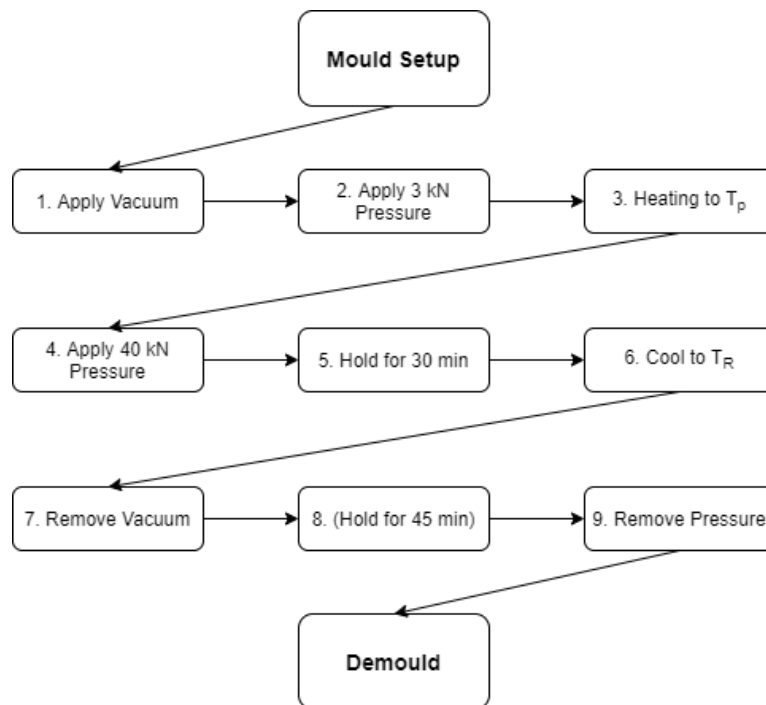 Mould Setup
1. Apply Vacuum
2. Apply 3 kN
Pressure
3. Heating to Tp
4. Apply 40 kN
Pressure
5. Hold for 30 min
6. Cool to TR
7. Remove Vacuum
8. (Hold for 45 min)
9. Remove Pressure
Demould